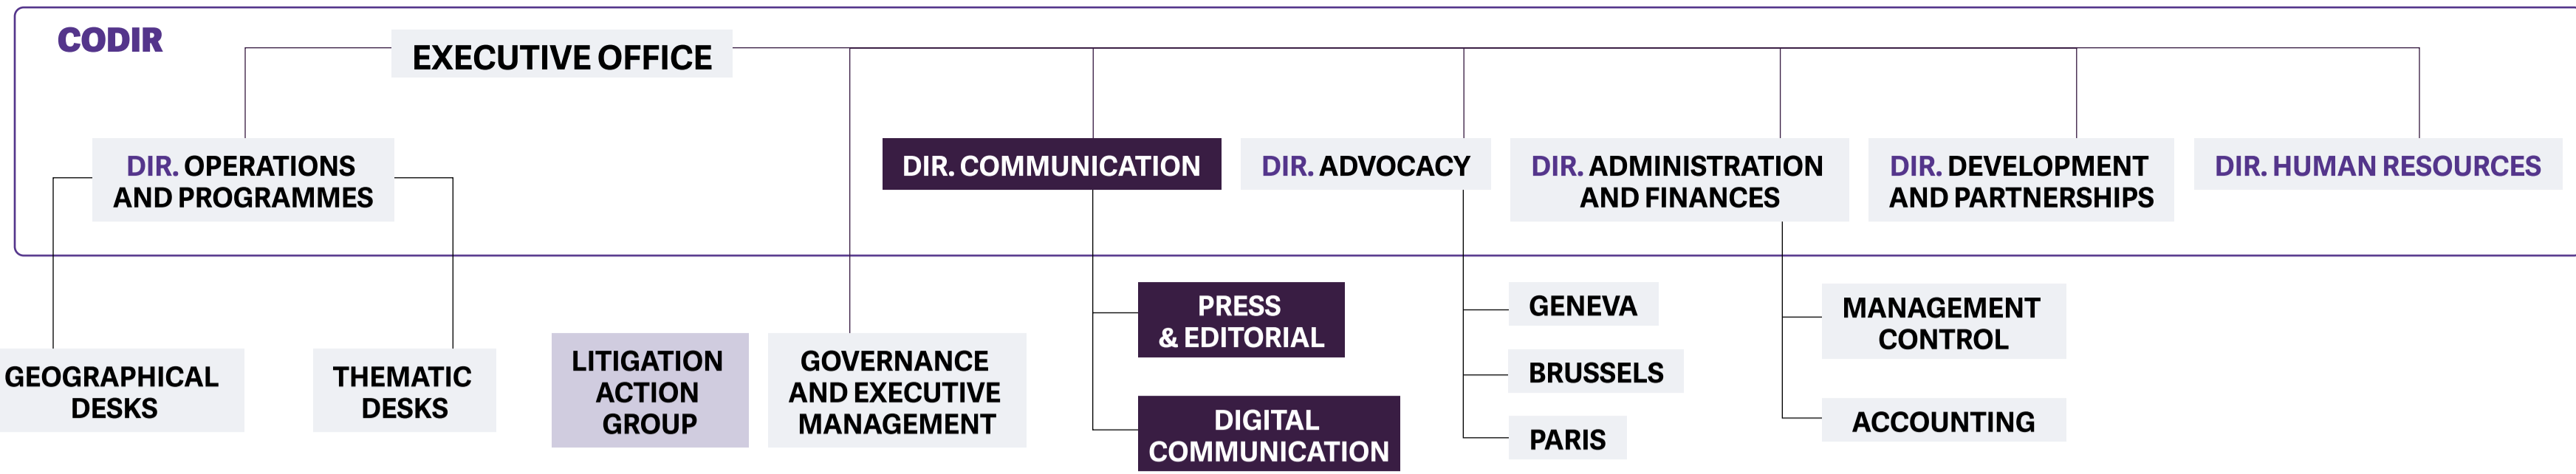 CODIR
EXECUTIVE OFFICE
DIR. OPERATIONS
AND PROGRAMMES
DIR. COMMUNICATION
DIR. ADVOCACY
DIR. ADMINISTRATION
AND FINANCES
DIR. DEVELOPMENT
AND PARTNERSHIPS
DIR. HUMAN RESOURCES
GEOGRAPHICAL
DESKS
THEMATIC
DESKS
LITIGATION
ACTION
GROUP
GOVERNANCE
AND EXECUTIVE
MANAGEMENT
PRESS
& EDITORIAL
DIGITAL
COMMUNICATION
GENEVA
BRUSSELS
PARIS
MANAGEMENT
CONTROL
ACCOUNTING